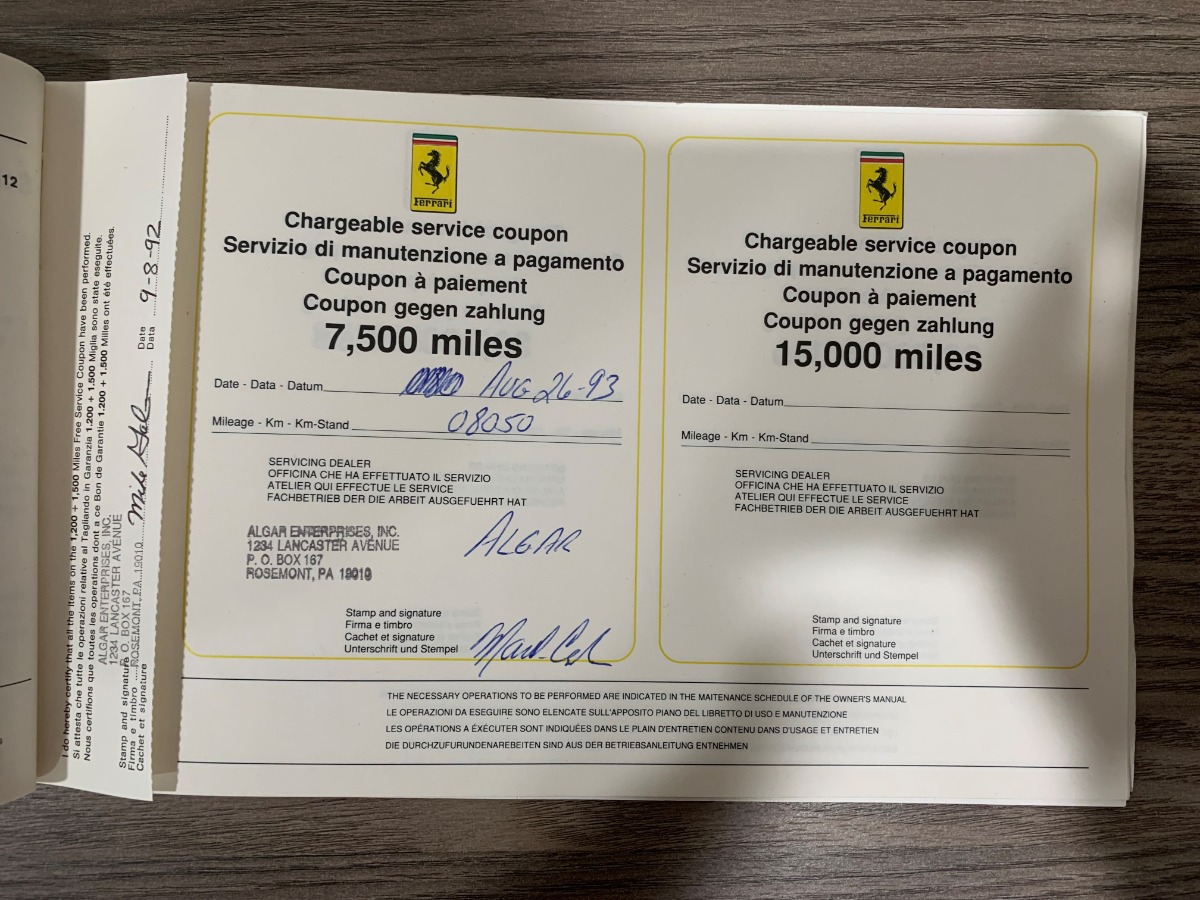 12
I do hereby certify that all the items on the 1,200 + 1,500 Miles Free Service Coupon have been performed.
Si attesta che tutte le operazioni relative al Tagliando in Garanzia 1.200 + 1.500 Miglia sono state eseguite.
Nous certifions que toutes les operations dont a ce Bon de Garantie 1.200 + 1.500 Milles ont été effectuées.
ALGAR ENTERPRISES, INC.
1234 LANCASTER AVENUE
P. O. BOX 167
ROSEMONT, PA 19010
Stamp and signature
Firma e timbro
Cachet et signature
Mike
Date
Data
9-8-92
Ferrari
Chargeable service coupon
Servizio di manutenzione a pagamento
Coupon à paiement
Coupon gegen zahlung
7,500 miles
Date - Data - Datum AUG 26-93
Mileage - Km - Km-Stand 08050
SERVICING DEALER
OFFICINA CHE HA EFFETTUATO IL SERVIZIO
ATELIER QUI EFFECTUE LE SERVICE
FACHBETRIEB DER DIE ARBEIT AUSGEFUEHRT HAT
ALGAR ENTERPRISES, INC.
1234 LANCASTER AVENUE
P. O. BOX 167
ROSEMONT, PA 19010
ALGAR
Stamp and signature
Firma e timbro
Cachet et signature
Unterschrift und Stempel
Ferrari
Chargeable service coupon
Servizio di manutenzione a pagamento
Coupon à paiement
Coupon gegen zahlung
15,000 miles
Date - Data - Datum
Mileage - Km - Km-Stand
SERVICING DEALER
OFFICINA CHE HA EFFETTUATO IL SERVIZIO
ATELIER QUI EFFECTUE LE SERVICE
FACHBETRIEB DER DIE ARBEIT AUSGEFUEHRT HAT
Stamp and signature
Firma e timbro
Cachet et signature
Unterschrift und Stempel
THE NECESSARY OPERATIONS TO BE PERFORMED ARE INDICATED IN THE MAITENANCE SCHEDULE OF THE OWNER'S MANUAL
LE OPERAZIONI DA ESEGUIRE SONO ELENCATE SULL'APPOSITO PIANO DEL LIBRETTO DI USO E MANUTENZIONE
LES OPÉRATIONS A ÉXÉCUTER SONT INDIQUÉES DANS LE PLAIN D'ENTRETIEN CONTENU DANS D'USAGE ET ENTRETIEN
DIE DURCHZUFURUNDENARBEITEN SIND AUS DER BETRIEBSANLEITUNG ENTNEHMEN